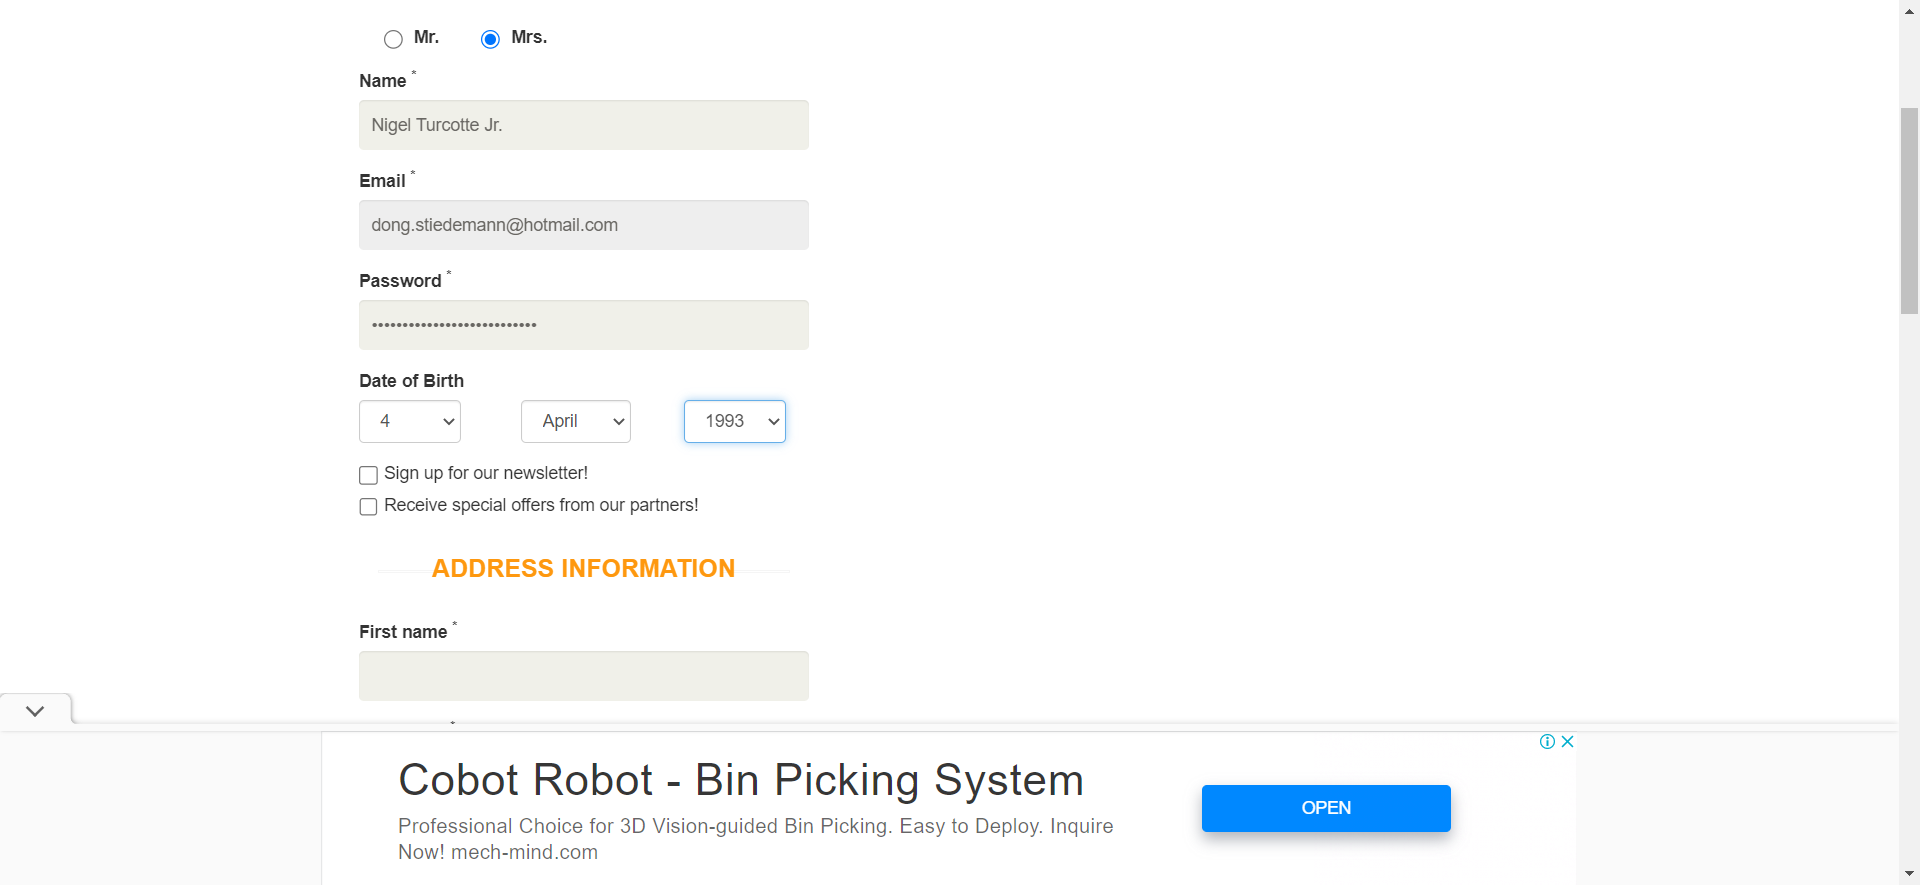 Mr. Mrs.
Name *
Nigel Turcotte Jr.
Email *
dong.stiedemann@hotmail.com
Password *
•••••••••••••••••••••••••••
Date of Birth
4 April 1993
Sign up for our newsletter!
Receive special offers from our partners!
ADDRESS INFORMATION
First name *
*
Cobot Robot - Bin Picking System
Professional Choice for 3D Vision-guided Bin Picking. Easy to Deploy. Inquire
Now! mech-mind.com
OPEN